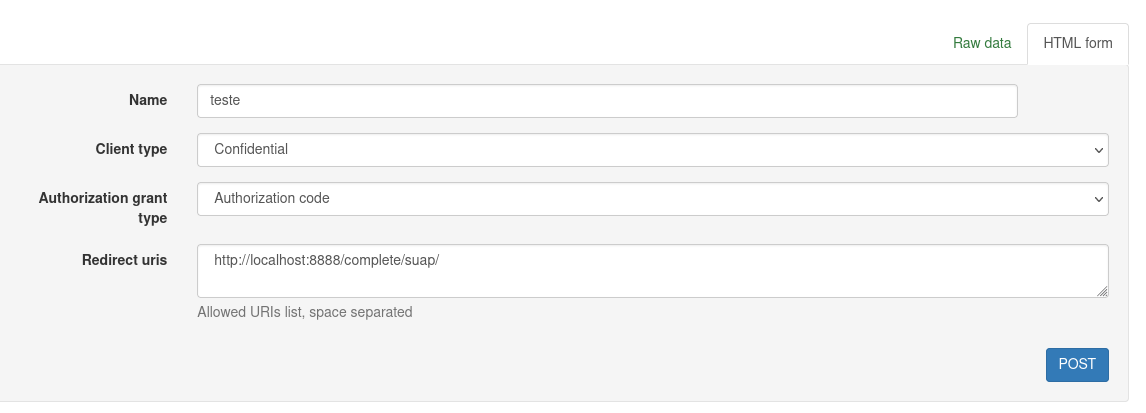 Raw data
HTML form
Name
teste
Client type
Confidential
Authorization grant
type
Authorization code
Redirect uris
http://localhost:8888/complete/suap/
Allowed URIs list, space separated
POST